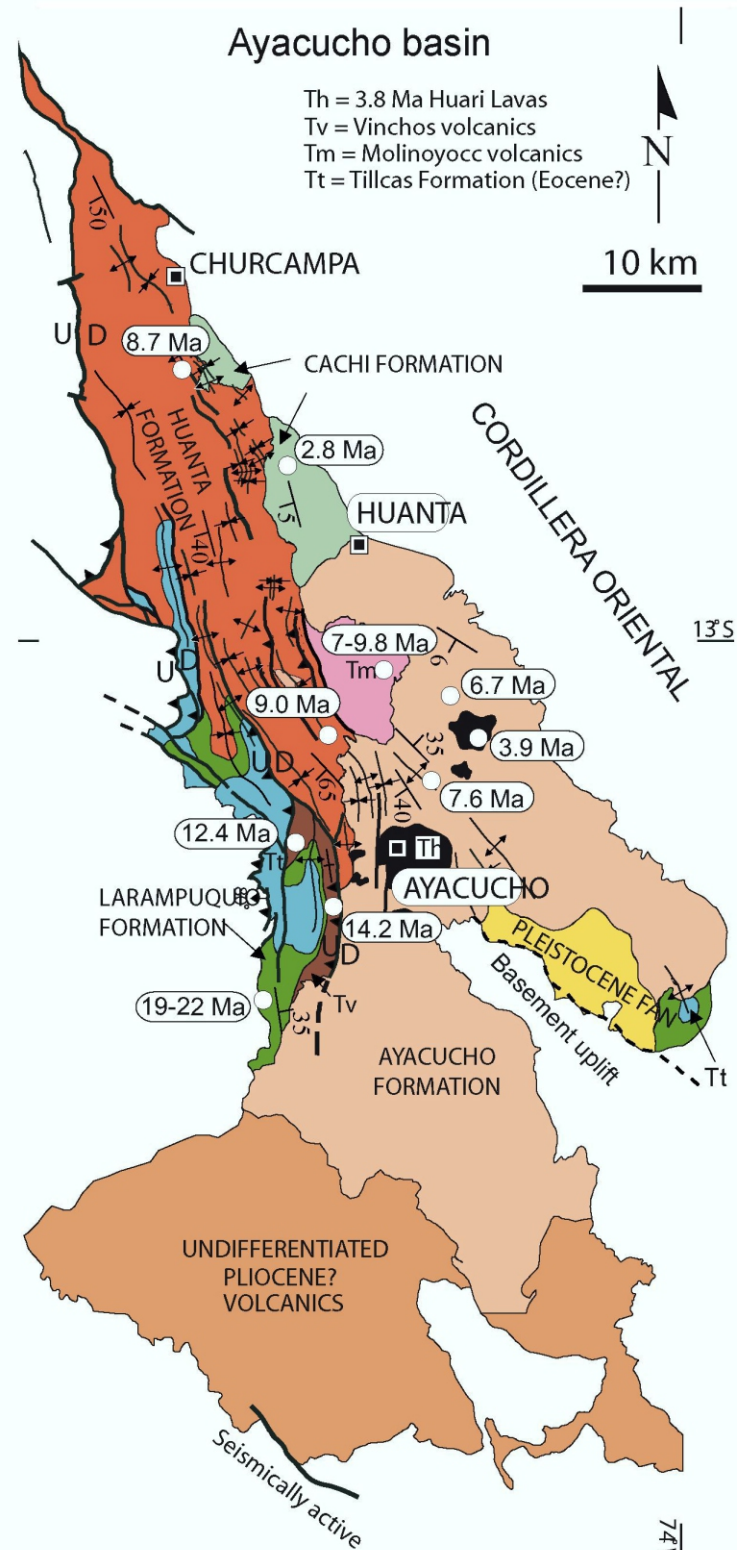 Ayacucho basin
Th = 3.8 Ma Huari Lavas
Tv = Vinchos volcanics
Tm = Molinoyocc volcanics
Tt = Tillcas Formation (Eocene?)
N
10 km
50
CHURCAMPA
U D
8.7 Ma
CACHI FORMATION
HUANTA
FORMATION
2.8 Ma
5
CORDILLERA ORIENTAL
HUANTA
40
13°S
7-9.8 Ma
Tm
6
U D
6.7 Ma
9.0 Ma
35
3.9 Ma
U D
65
7.6 Ma
40
12.4 Ma
Tt
Th
AYACUCHO
LARAMPUQUIO
FORMATION
14.2 Ma
U D
PLEISTOCENE FAN
Basement uplift
19-22 Ma
35
Tv
Tt
AYACUCHO
FORMATION
UNDIFFERENTIATED
PLIOCENE?
VOLCANICS
Seismically active